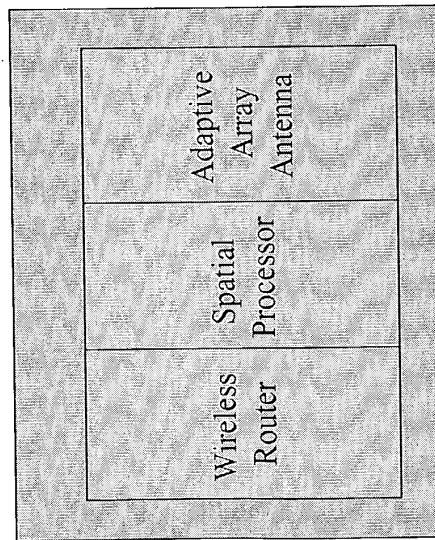 Wireless
Router
Spatial
Processor
Adaptive
Array
Antenna